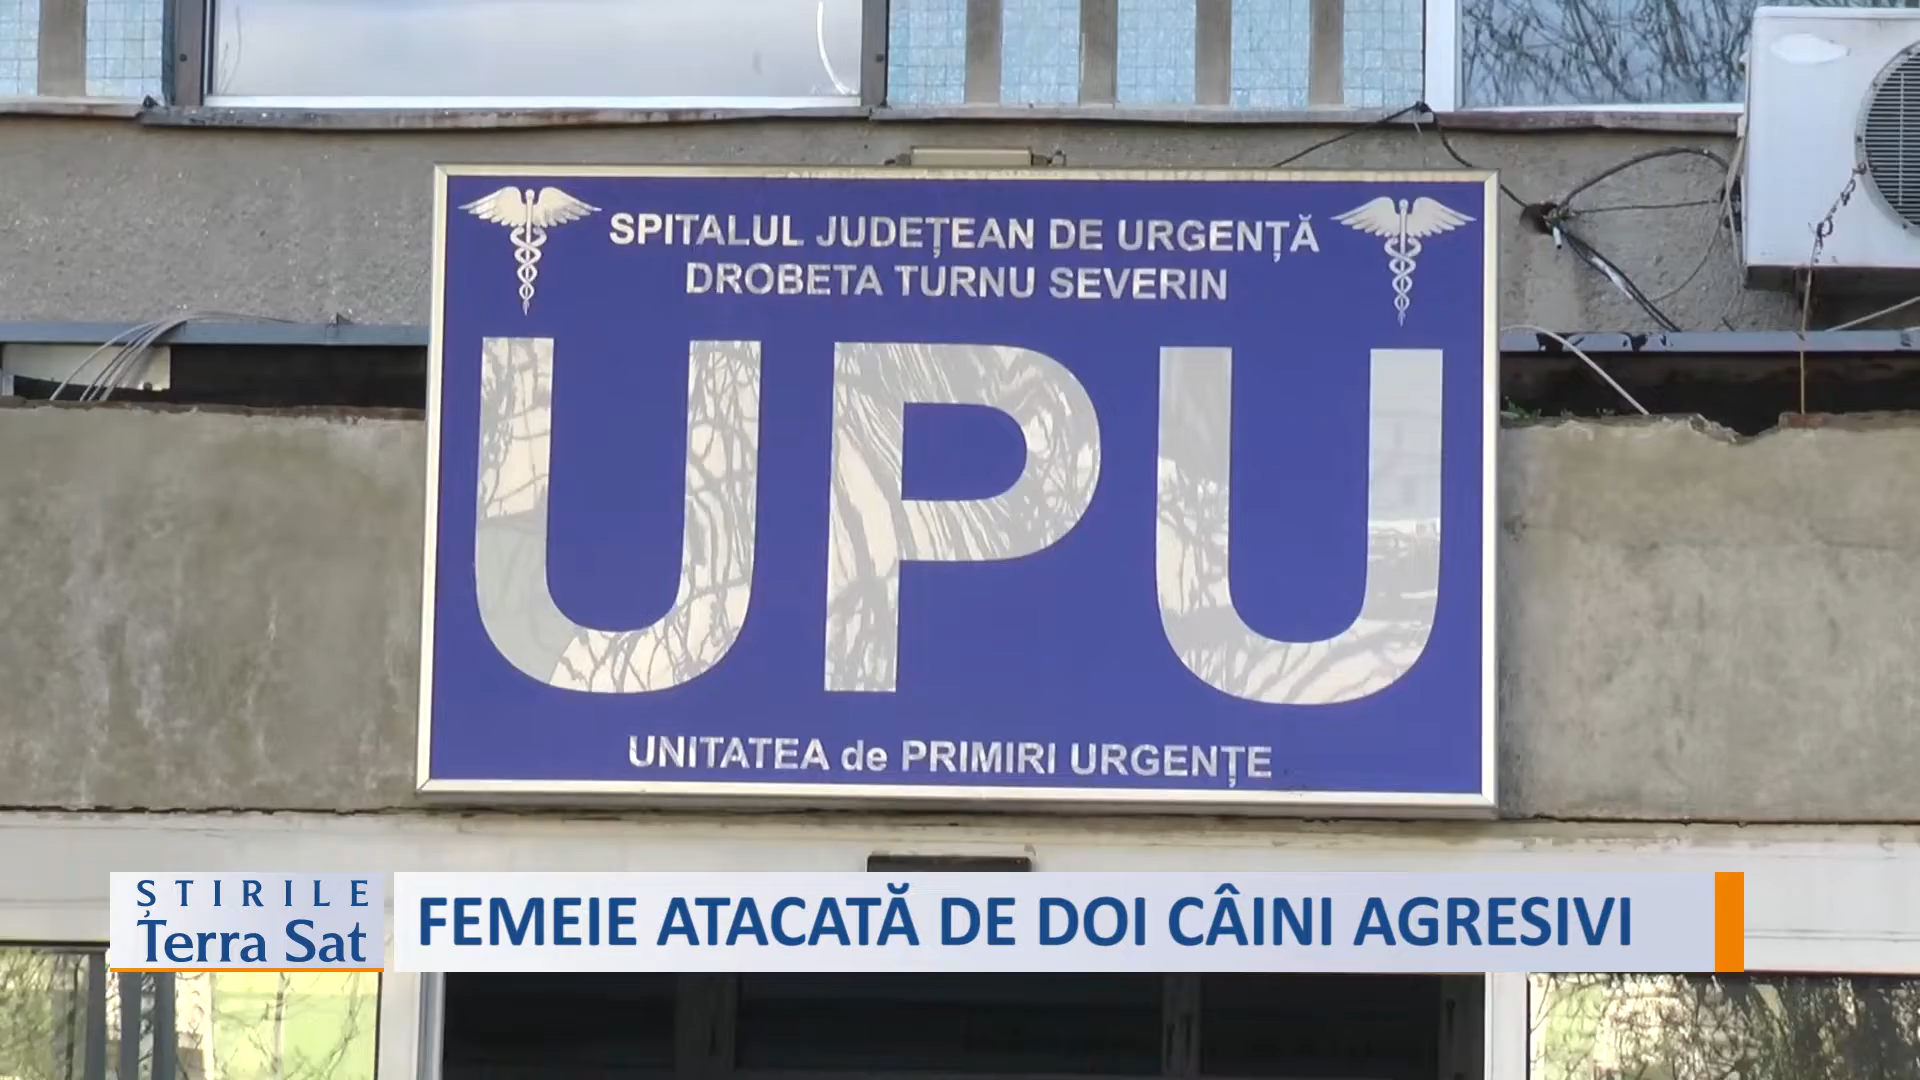 SPITALUL JUDEȚEAN DE URGENȚĂ
DROBETA TURNU SEVERIN
UPU
UNITATEA de PRIMIRI URGENȚE
ȘTIRILE
Terra Sat
FEMEIE ATACATĂ DE DOI CÂINI AGRESIVI